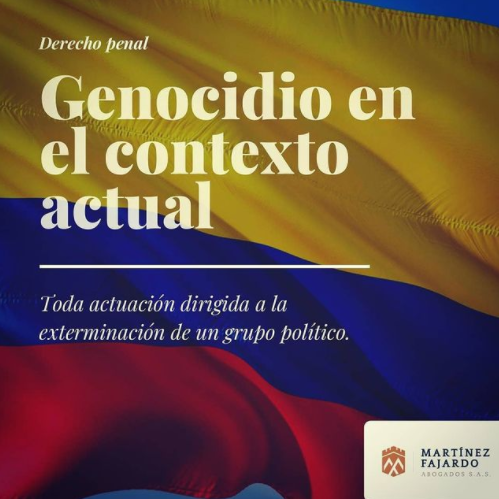 Derecho penal
Genocidio en
el contexto
actual
Toda actuación dirigida a la
exterminación de un grupo político.
MARTÍNEZ
FAJARDO
ABOGADOS S.A.S.